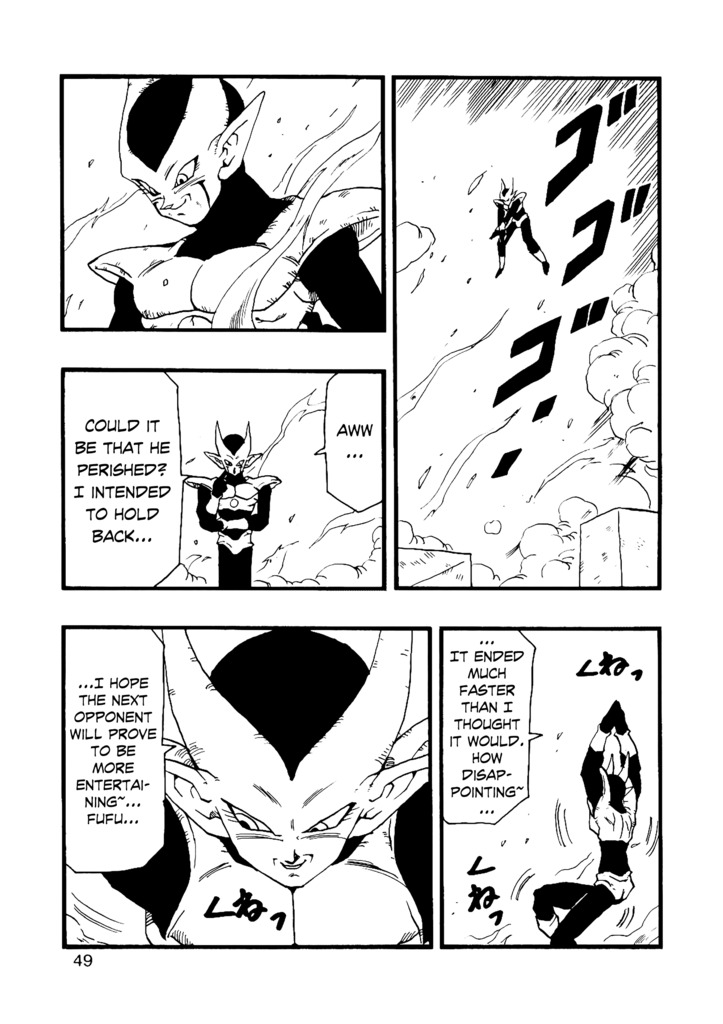 ゴ
ゴ
ゴ
AWW
...
COULD IT
BE THAT HE
PERISHED?
I INTENDED
TO HOLD
BACK...
...
IT ENDED
MUCH
FASTER
THAN I
THOUGHT
IT WOULD.
HOW
DISAP-
POINTING~
...
くねっ
くねっ
...I HOPE
THE NEXT
OPPONENT
WILL PROVE
TO BE
MORE
ENTERTAI-
NING~...
FUFU...
くねっ
49